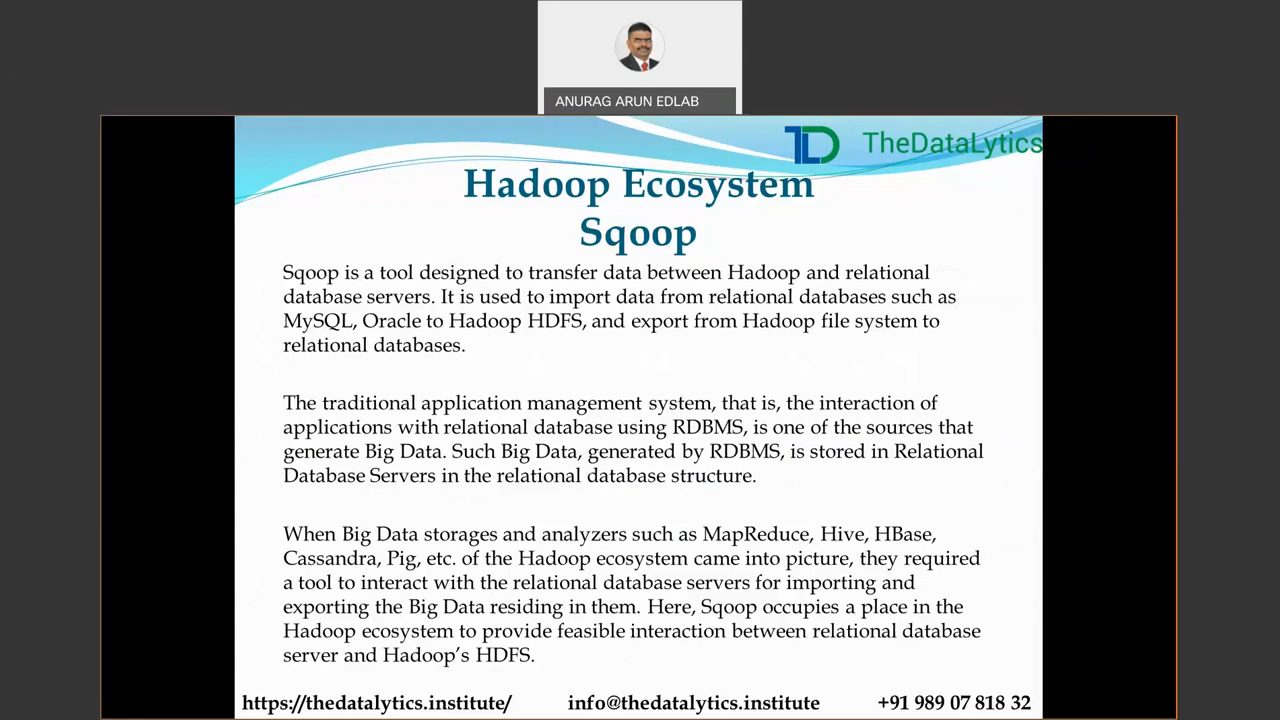 ANURAG ARUN EDLAB
TheDataLytics
Hadoop Ecosystem
Sqoop
Sqoop is a tool designed to transfer data between Hadoop and relational
database servers. It is used to import data from relational databases such as
MySQL, Oracle to Hadoop HDFS, and export from Hadoop file system to
relational databases.
The traditional application management system, that is, the interaction of
applications with relational database using RDBMS, is one of the sources that
generate Big Data. Such Big Data, generated by RDBMS, is stored in Relational
Database Servers in the relational database structure.
When Big Data storages and analyzers such as MapReduce, Hive, HBase,
Cassandra, Pig, etc. of the Hadoop ecosystem came into picture, they required
a tool to interact with the relational database servers for importing and
exporting the Big Data residing in them. Here, Sqoop occupies a place in the
Hadoop ecosystem to provide feasible interaction between relational database
server and Hadoop’s HDFS.
https://thedatalytics.institute/ info@thedatalytics.institute +91 989 07 818 32